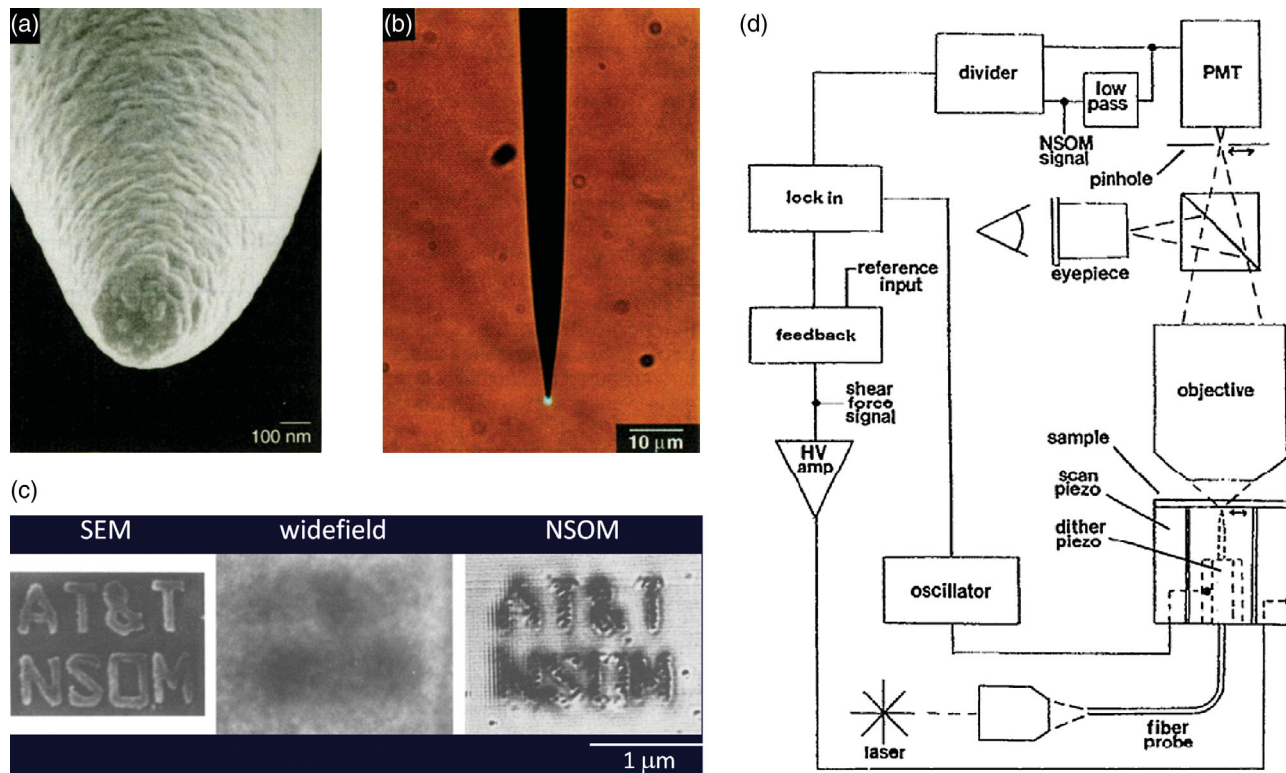 (a)
100 nm
(b)
10 μm
(c)
SEM
widefield
NSOM
AT&T
NSOM
AT&T
NSOM
1 μm
(d)
divider
low
pass
PMT
NSOM
signal
pinhole
lock in
eyepiece
reference
input
feedback
shear
force
signal
objective
HV
amp
sample
scan
piezo
dither
piezo
oscillator
laser
fiber
probe